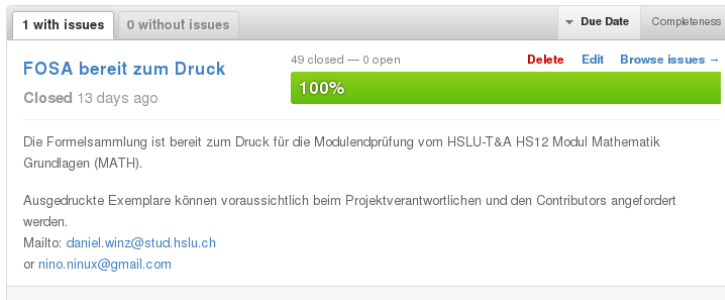 1 with issues 0 without issues Due Date Completeness
49 closed — 0 open Delete Edit Browse issues →
FOSA bereit zum Druck
100%
Closed 13 days ago
Die Formelsammlung ist bereit zum Druck für die Modulendprüfung vom HSLU-T&A HS12 Modul Mathematik
Grundlagen (MATH).
Ausgedruckte Exemplare können voraussichtlich beim Projektverantwortlichen und den Contributors angefordert
werden.
Mailto: daniel.winz@stud.hslu.ch
or nino.ninux@gmail.com